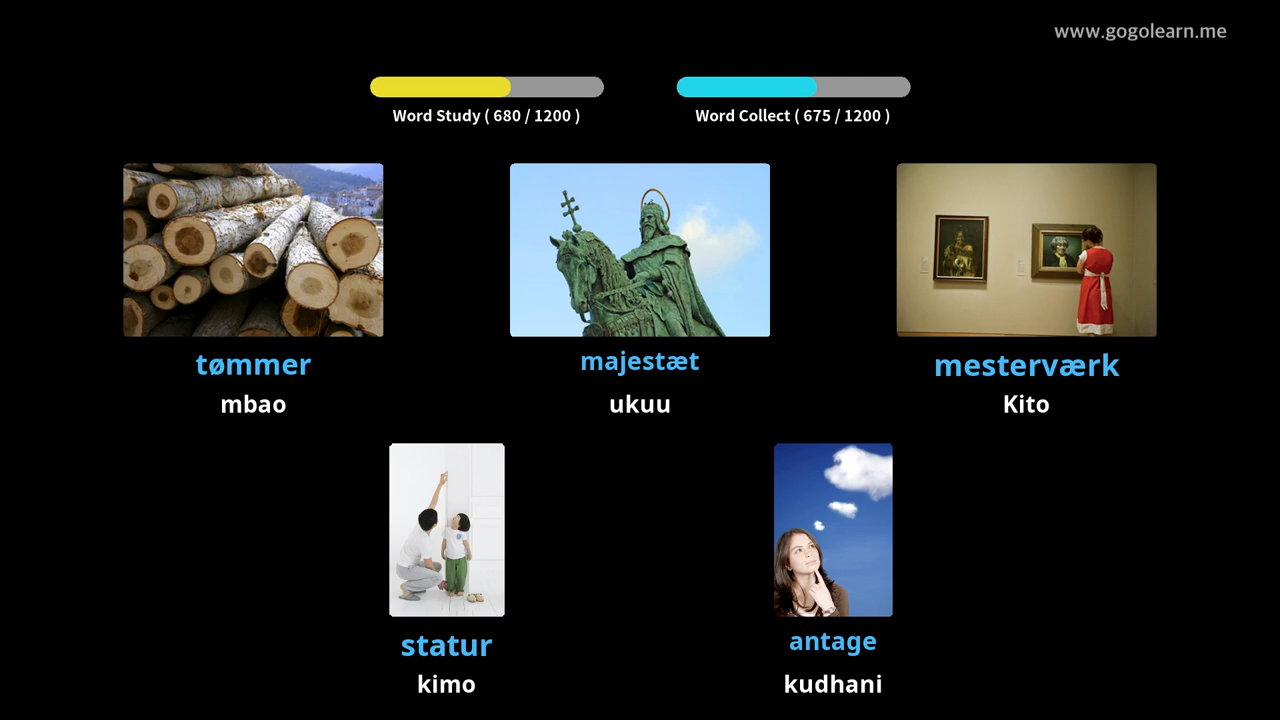 www.gogolearn.me
Word Study ( 680 / 1200 )
Word Collect ( 675 / 1200 )
tømmer
majestæt
mesterværk
mbao
ukuu
Kito
statur
antage
kimo
kudhani